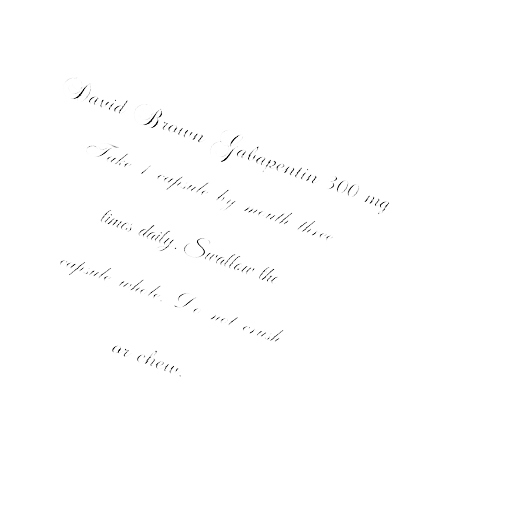 David Brown Gabapentin 300 mg
Take 1 capsule by mouth three
times daily. Swallow the
capsule whole. Do not crush
or chew.